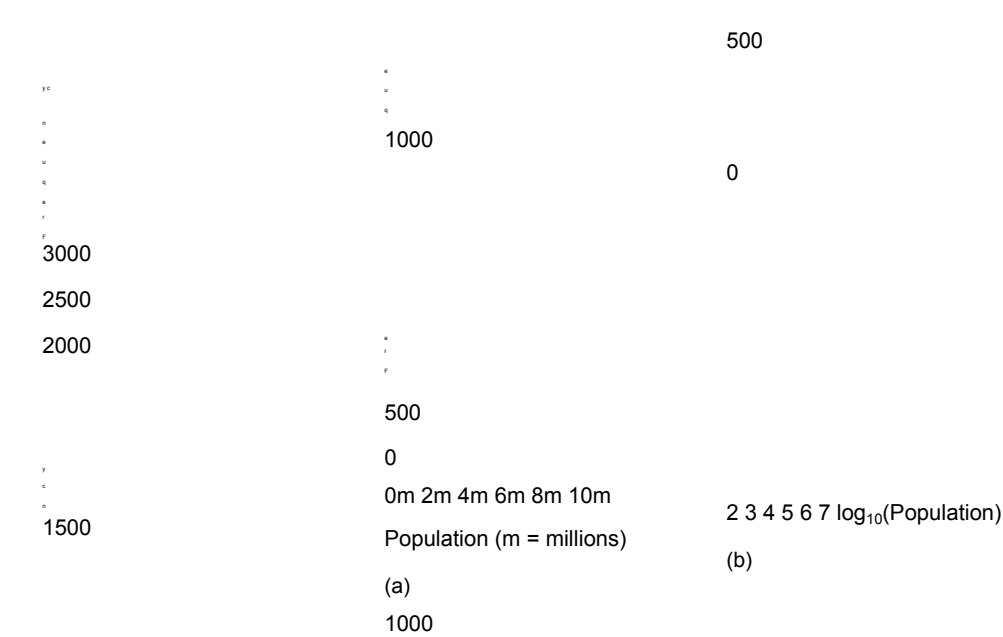 y c
n
e
u
q
e
r
F
3000
2500
2000
y
c
n
1500
e
u
q
1000
e
r
F
500
0
0m 2m 4m 6m 8m 10m
Population (m = millions)
(a)
1000
500
0
2 3 4 5 6 7 log₁₀(Population)
(b)